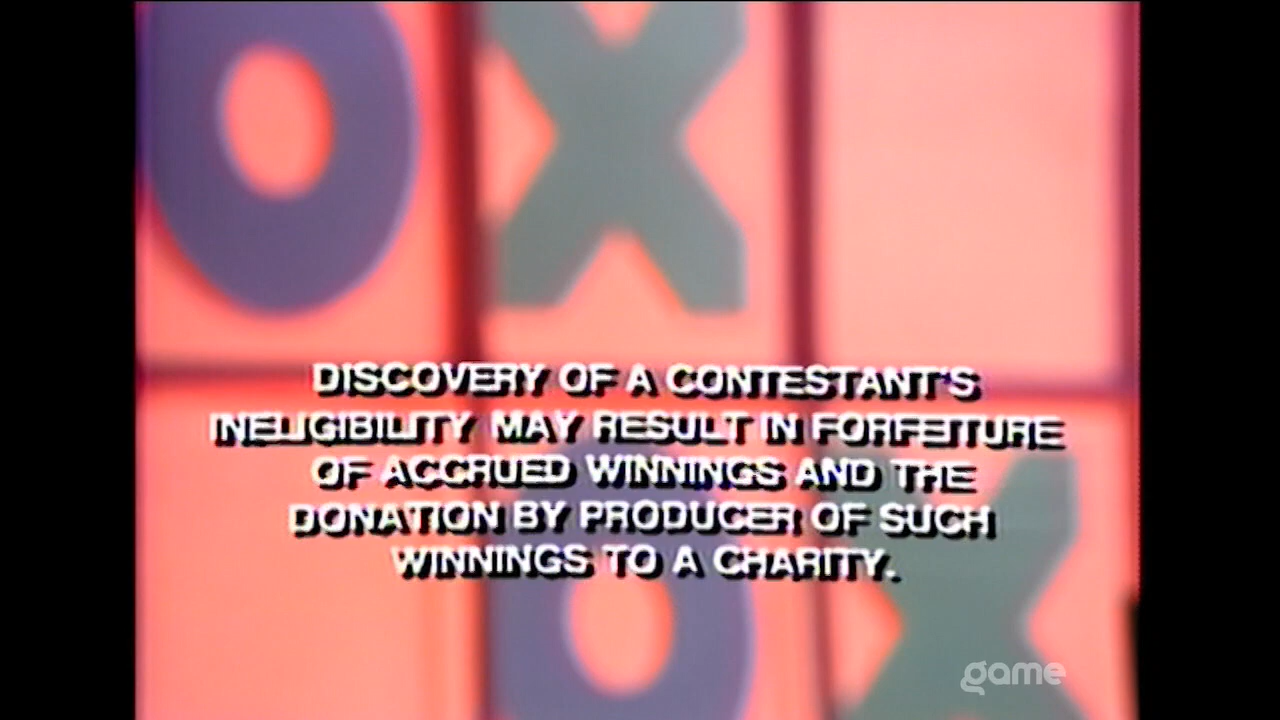 O X
DISCOVERY OF A CONTESTANT'S
INELIGIBILITY MAY RESULT IN FORFEITURE
OF ACCRUED WINNINGS AND THE
DONATION BY PRODUCER OF SUCH
WINNINGS TO A CHARITY.
O X
game